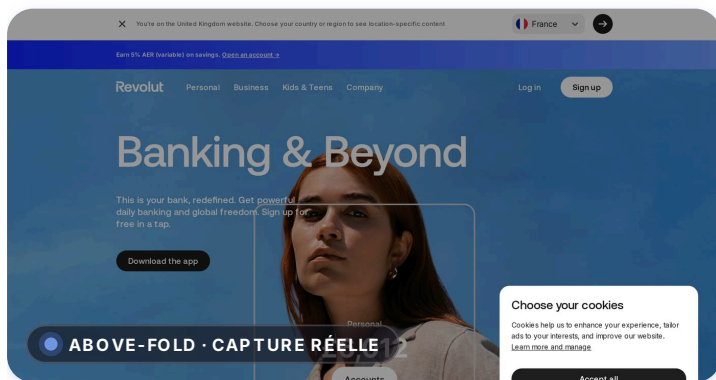 You're on the United Kingdom website. Choose your country or region to see location-specific content
France
Earn 5% AER (variable) on savings. Open an account →
Revolut
Personal
Business
Kids & Teens
Company
Log in
Sign up
Banking & Beyond
This is your bank, redefined. Get powerful
daily banking and global freedom. Sign up for
free in a tap.
Download the app
Personal
Accounts
Choose your cookies
Cookies help us to enhance your experience, tailor
ads to your interests, and improve our website.
Learn more and manage
Accept all
ABOVE-FOLD · CAPTURE RÉELLE